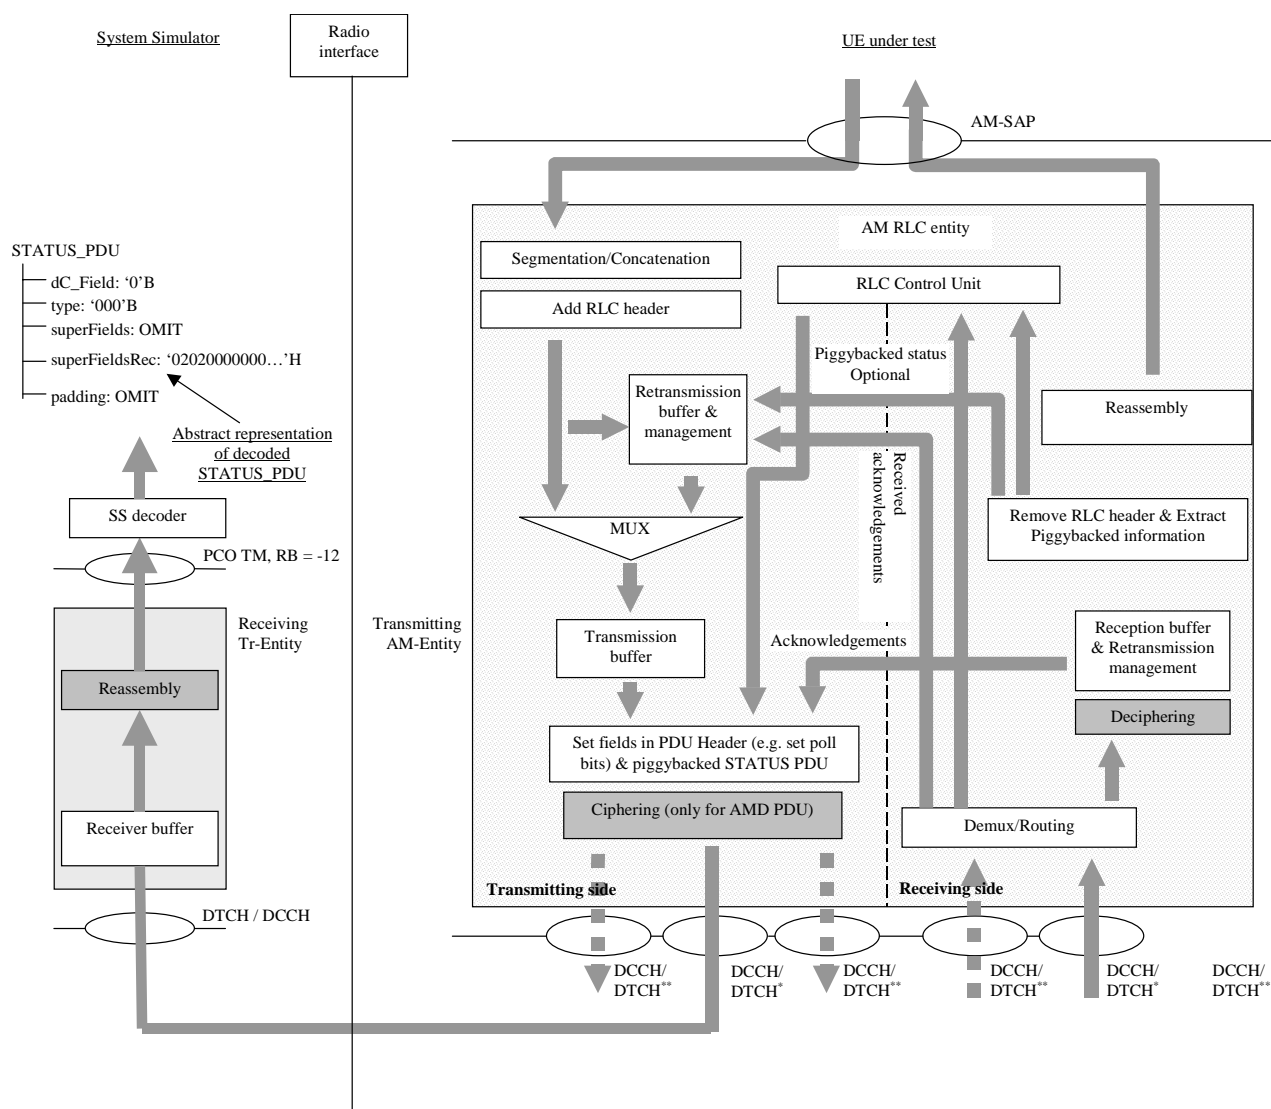 System Simulator
Radio
interface
UE under test
AM-SAP
STATUS_PDU
dC_Field: ‘0’B
type: ‘000’B
superFields: OMIT
superFieldsRec: ‘02020000000…’H
padding: OMIT
Abstract representation
of decoded
STATUS_PDU
SS decoder
PCO TM, RB = -12
Receiving
Tr-Entity
Reassembly
Receiver buffer
DTCH / DCCH
Transmitting
AM-Entity
AM RLC entity
Segmentation/Concatenation
Add RLC header
RLC Control Unit
Piggybacked status
Optional
Retransmission
buffer &
management
Reassembly
Received
acknowledgements
MUX
Remove RLC header & Extract
Piggybacked information
Transmission
buffer
Acknowledgements
Reception buffer
& Retransmission
management
Deciphering
Set fields in PDU Header (e.g. set poll
bits) & piggybacked STATUS PDU
Ciphering (only for AMD PDU)
Demux/Routing
Transmitting side
Receiving side
DCCH/
DTCH**
DCCH/
DTCH*
DCCH/
DTCH**
DCCH/
DTCH**
DCCH/
DTCH*
DCCH/
DTCH**